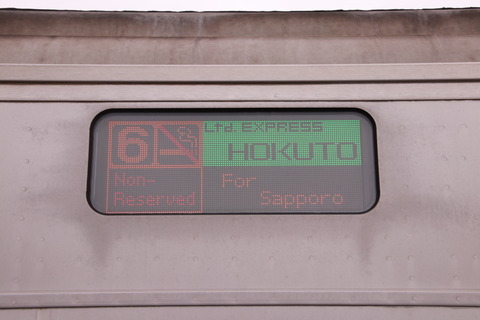 6
Ltd. EXPRESS
HOKUTO
Non-
Reserved
For
Sapporo